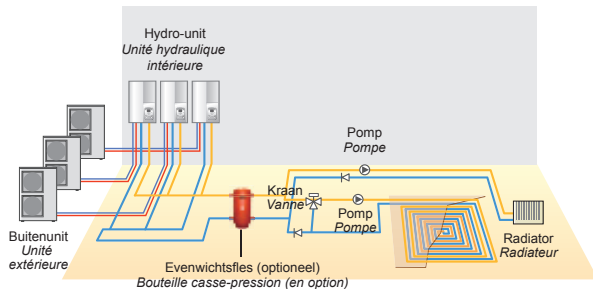 Hydro-unit
Unité hydraulique
intérieure
Pomp
Pompe
Kraan
Vanne
Pomp
Pompe
Buitenunit
Unité
extérieure
Radiator
Radiateur
Evenwichtsfles (optioneel)
Bouteille casse-pression (en option)